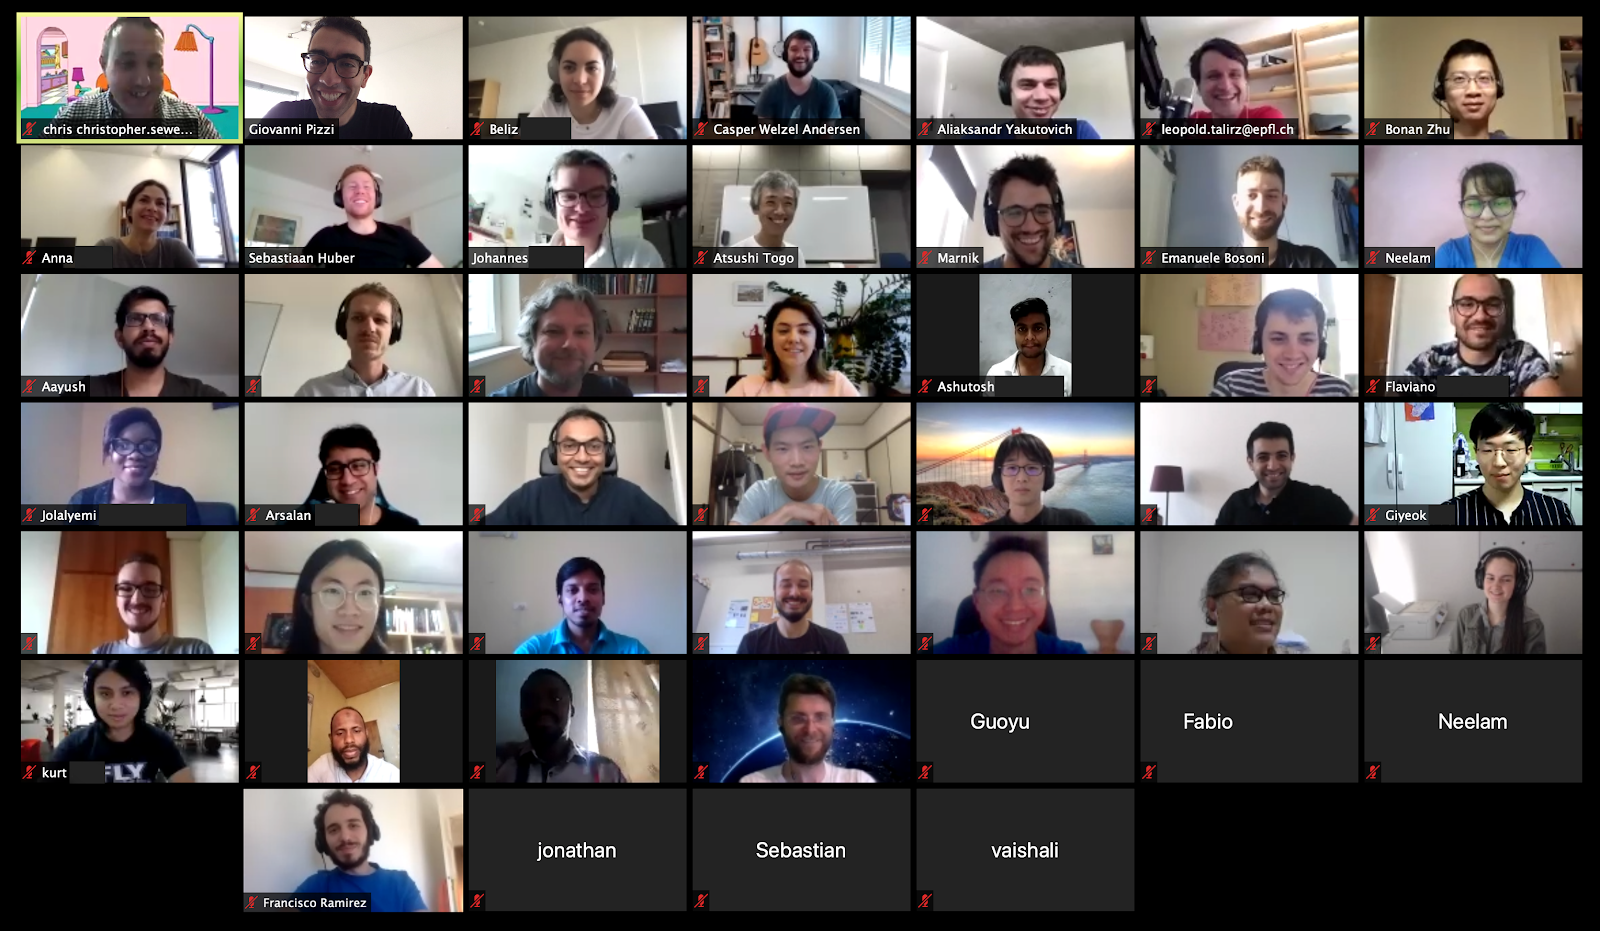 chris christopher.sewe...
Giovanni Pizzi
Beliz
Casper Welzel Andersen
Aliaksandr Yakutovich
leopold.talirz@epfl.ch
Bonan Zhu
Anna
Sebastiaan Huber
Johannes
Atsushi Togo
Marnik
Emanuele Bosoni
Neelam
Aayush
Ashutosh
Flaviano
Jolalyemi
Arsalan
Giyeok
kurt
FLY
Guoyu
Fabio
Neelam
Francisco Ramirez
jonathan
Sebastian
vaishali